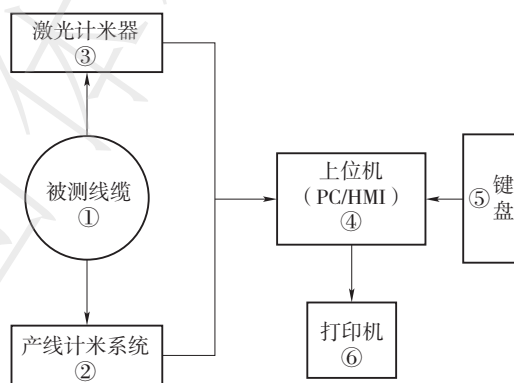 激光计米器
③
被测线缆
①
上位机
（PC/HMI）
④
⑤
键
盘
产线计米系统
②
打印机
⑥